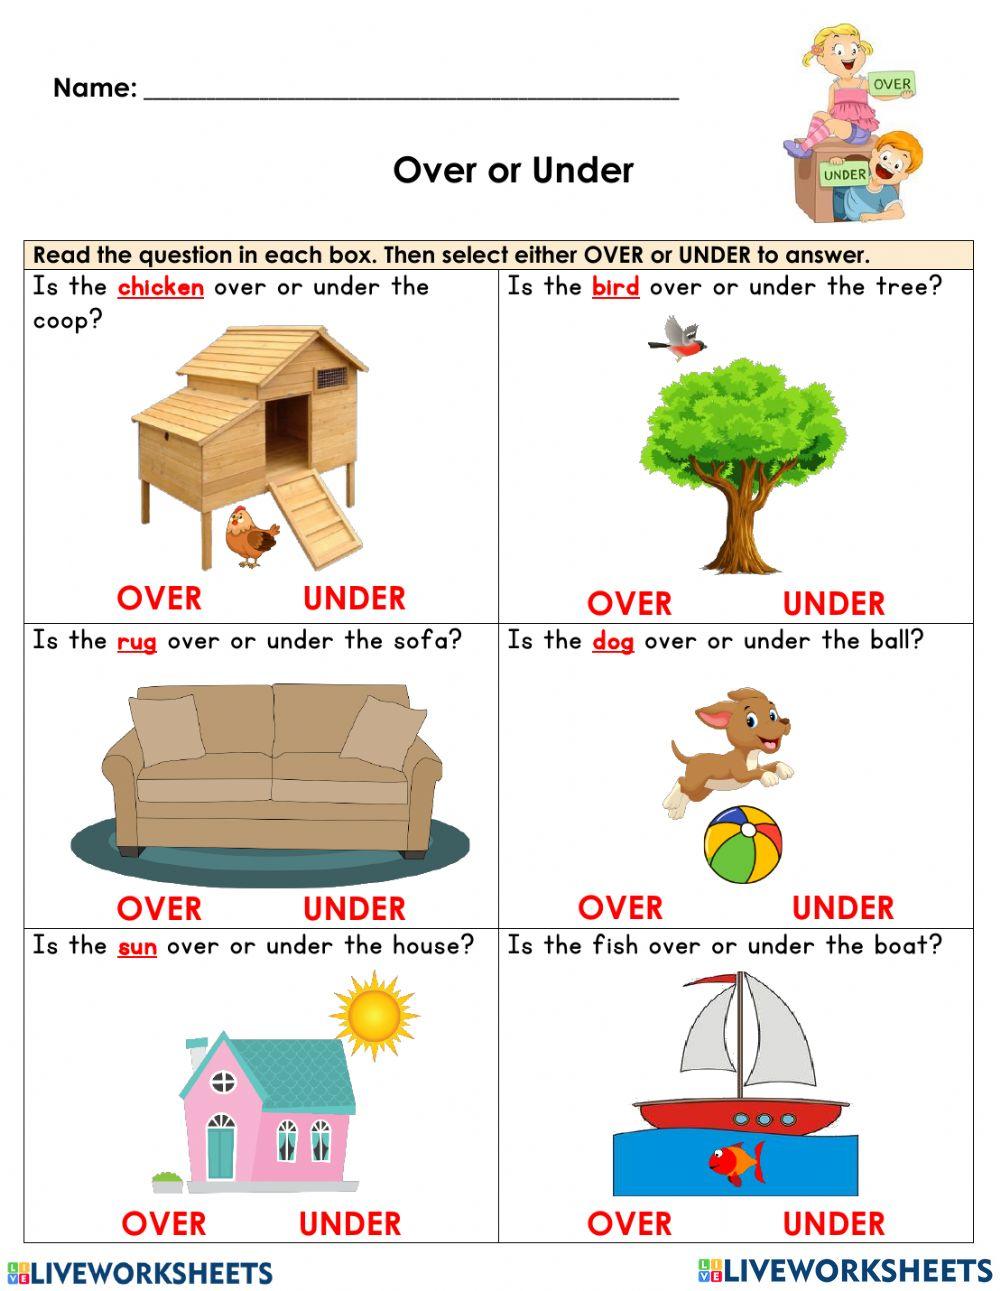 Name: ________________________________________
OVER
UNDER
Over or Under
Read the question in each box. Then select either OVER or UNDER to answer.
Is the chicken over or under the
coop?
OVER UNDER
Is the bird over or under the tree?
OVER UNDER
Is the rug over or under the sofa?
OVER UNDER
Is the dog over or under the ball?
OVER UNDER
Is the sun over or under the house?
OVER UNDER
Is the fish over or under the boat?
OVER UNDER
LIVE LIVEWORKSHEETS
LIVE LIVEWORKSHEETS